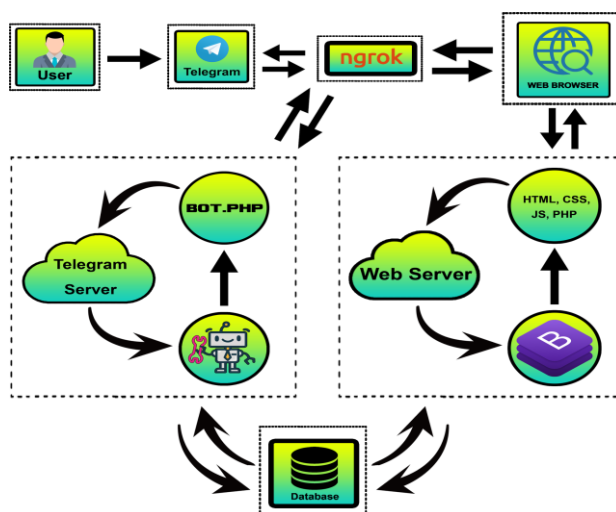 User
Telegram
ngrok
WEB BROWSER
BOT.PHP
Telegram
Server
HTML, CSS,
JS, PHP
Web Server
B
Database